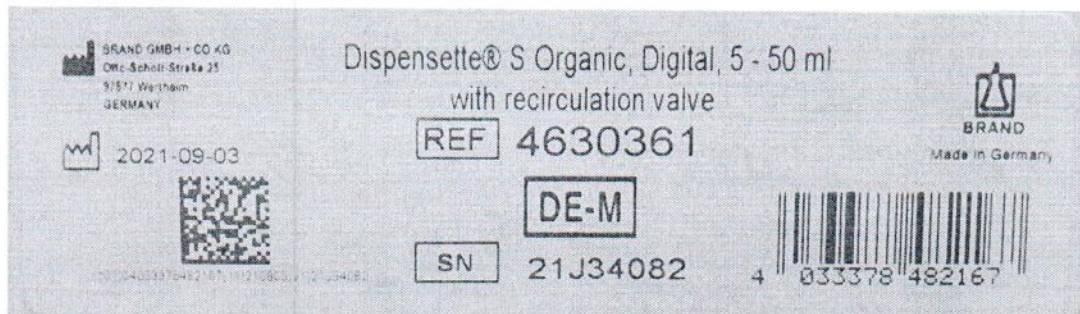 BRAND GMBH + CO KG
Otto-Schott-Straße 25
97877 Wertheim
GERMANY
2021-09-03
Dispensette® S Organic, Digital, 5 - 50 ml
with recirculation valve
REF 4630361
DE-M
SN 21J34082
BRAND
Made in Germany
4 033378 482167